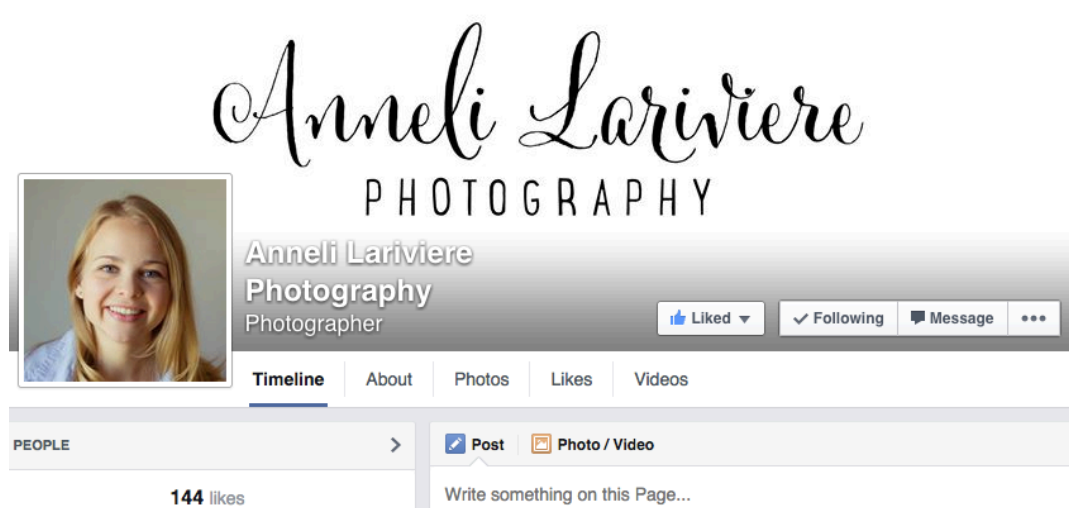 Anneli Lariviere
PHOTOGRAPHY
Anneli Lariviere
Photography
Photographer
Liked
Following
Message
Timeline
About
Photos
Likes
Videos
PEOPLE
144 likes
Post
Photo / Video
Write something on this Page...